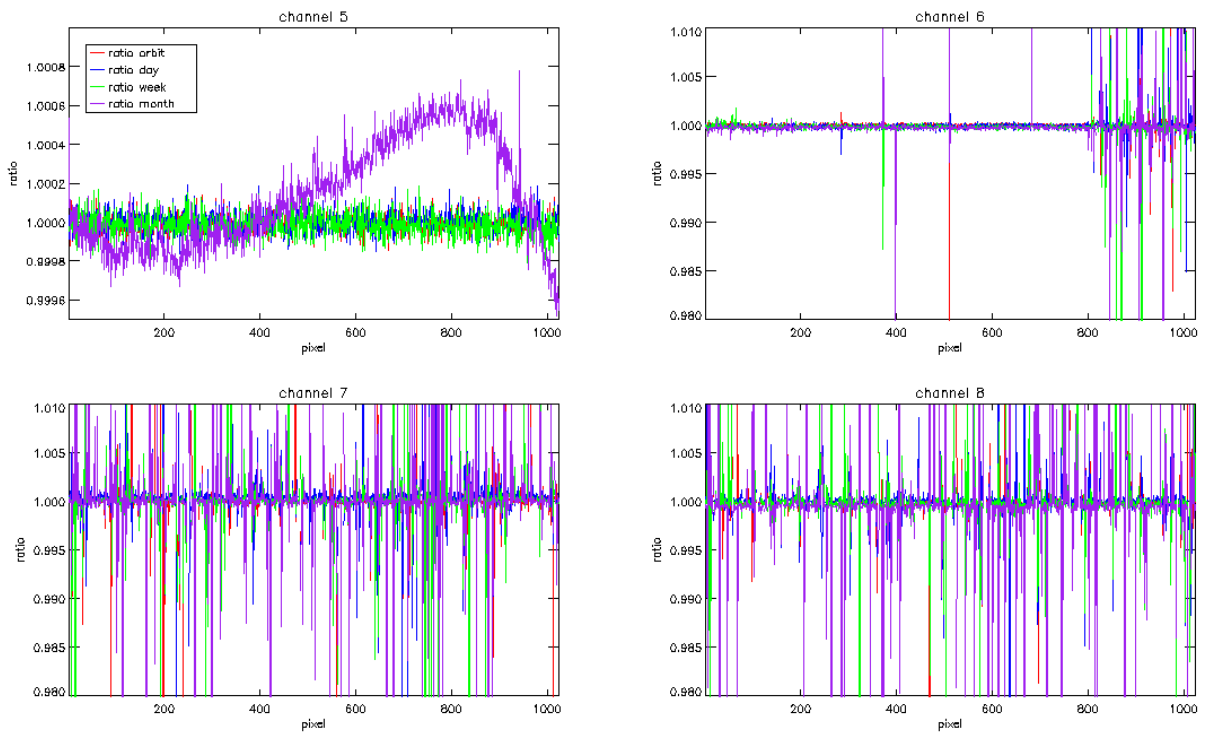 channel 5
1.0008
1.0006
1.0004
1.0002
1.0000
0.9998
0.9996
ratio
ratio orbit
ratio day
ratio week
ratio month
200 400 600 800 1000
pixel
channel 6
1.010
1.005
1.000
0.995
0.990
0.985
0.980
ratio
200 400 600 800 1000
pixel
channel 7
1.010
1.005
1.000
0.995
0.990
0.985
0.980
ratio
200 400 600 800 1000
pixel
channel 8
1.010
1.005
1.000
0.995
0.990
0.985
0.980
ratio
200 400 600 800 1000
pixel